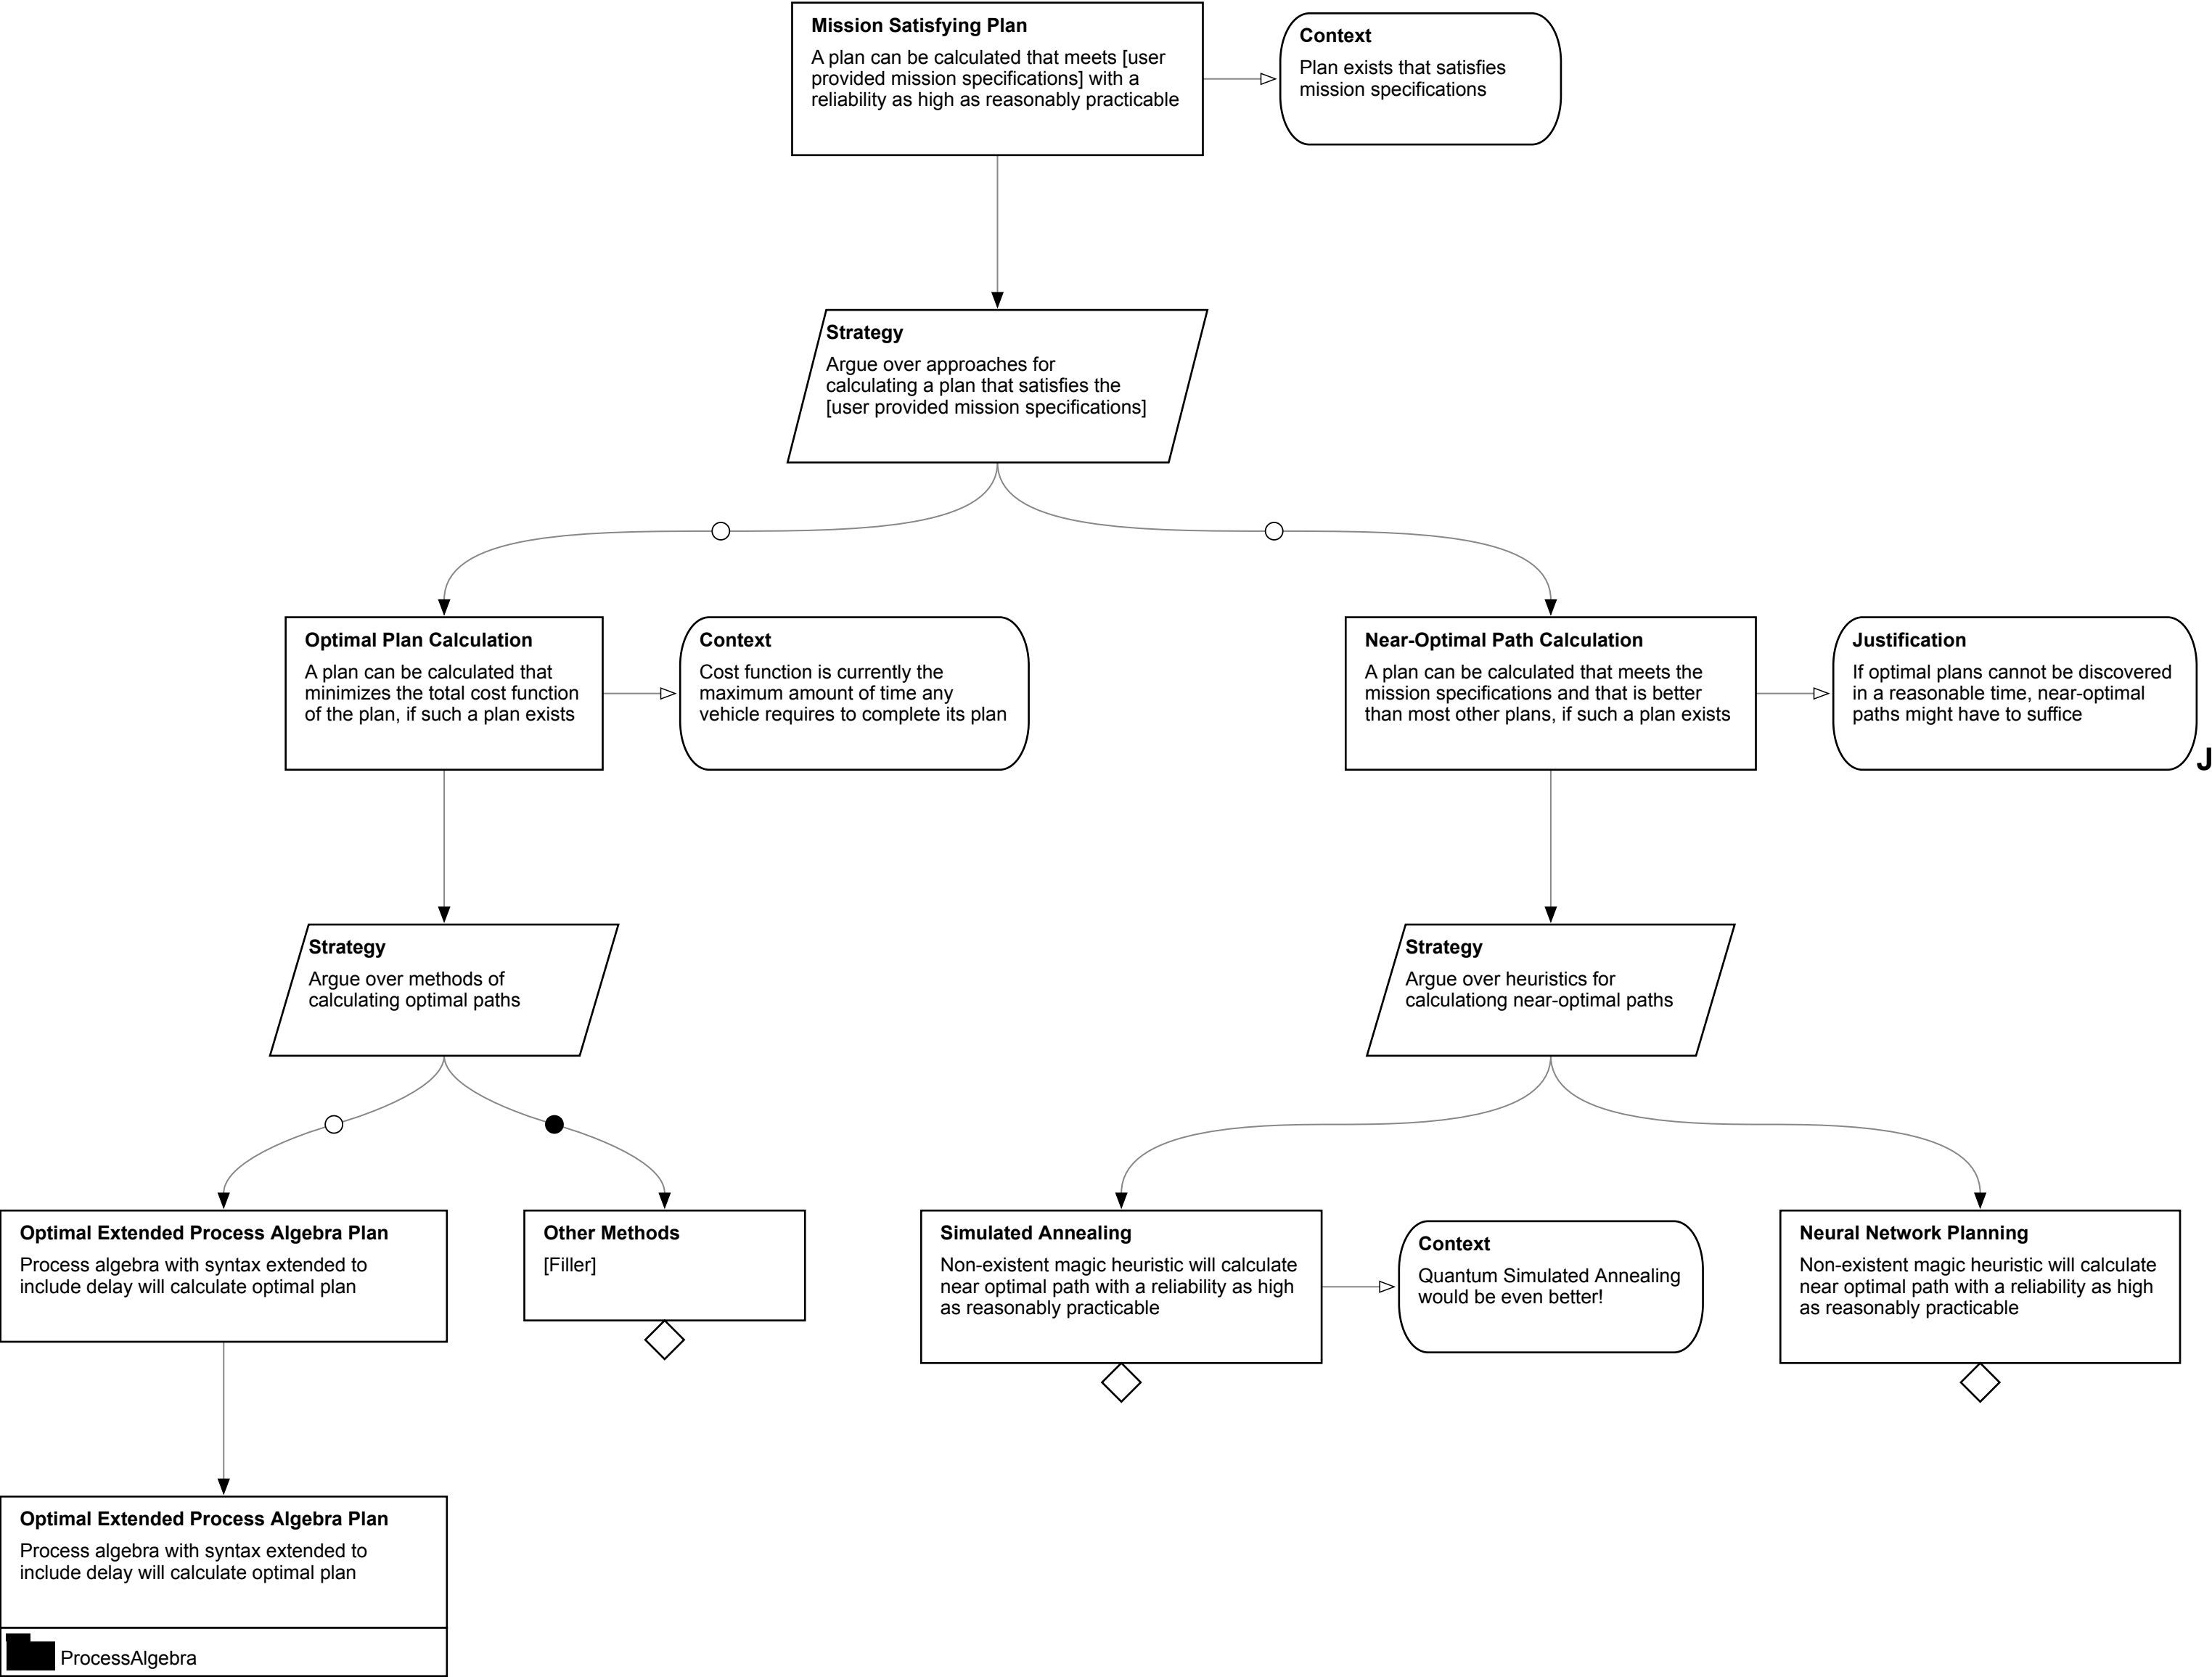 Mission Satisfying Plan
A plan can be calculated that meets [user
provided mission specifications] with a
reliability as high as reasonably practicable
Context
Plan exists that satisfies
mission specifications
Strategy
Argue over approaches for
calculating a plan that satisfies the
[user provided mission specifications]
Optimal Plan Calculation
A plan can be calculated that
minimizes the total cost function
of the plan, if such a plan exists
Context
Cost function is currently the
maximum amount of time any
vehicle requires to complete its plan
Near-Optimal Path Calculation
A plan can be calculated that meets the
mission specifications and that is better
than most other plans, if such a plan exists
Justification
If optimal plans cannot be discovered
in a reasonable time, near-optimal
paths might have to suffice
J
Strategy
Argue over methods of
calculating optimal paths
Strategy
Argue over heuristics for
calculationg near-optimal paths
Optimal Extended Process Algebra Plan
Process algebra with syntax extended to
include delay will calculate optimal plan
Other Methods
[Filler]
Simulated Annealing
Non-existent magic heuristic will calculate
near optimal path with a reliability as high
as reasonably practicable
Context
Quantum Simulated Annealing
would be even better!
Neural Network Planning
Non-existent magic heuristic will calculate
near optimal path with a reliability as high
as reasonably practicable
Optimal Extended Process Algebra Plan
Process algebra with syntax extended to
include delay will calculate optimal plan
ProcessAlgebra